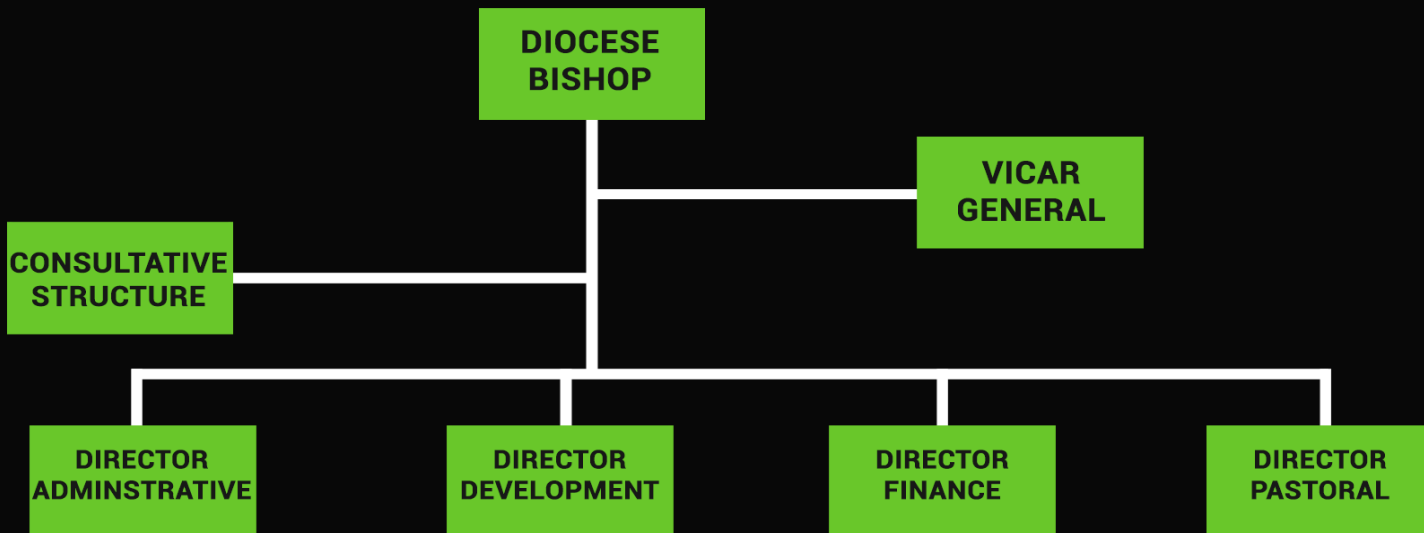 DIOCESE
BISHOP
VICAR
GENERAL
CONSULTATIVE
STRUCTURE
DIRECTOR
ADMINSTRATIVE
DIRECTOR
DEVELOPMENT
DIRECTOR
FINANCE
DIRECTOR
PASTORAL